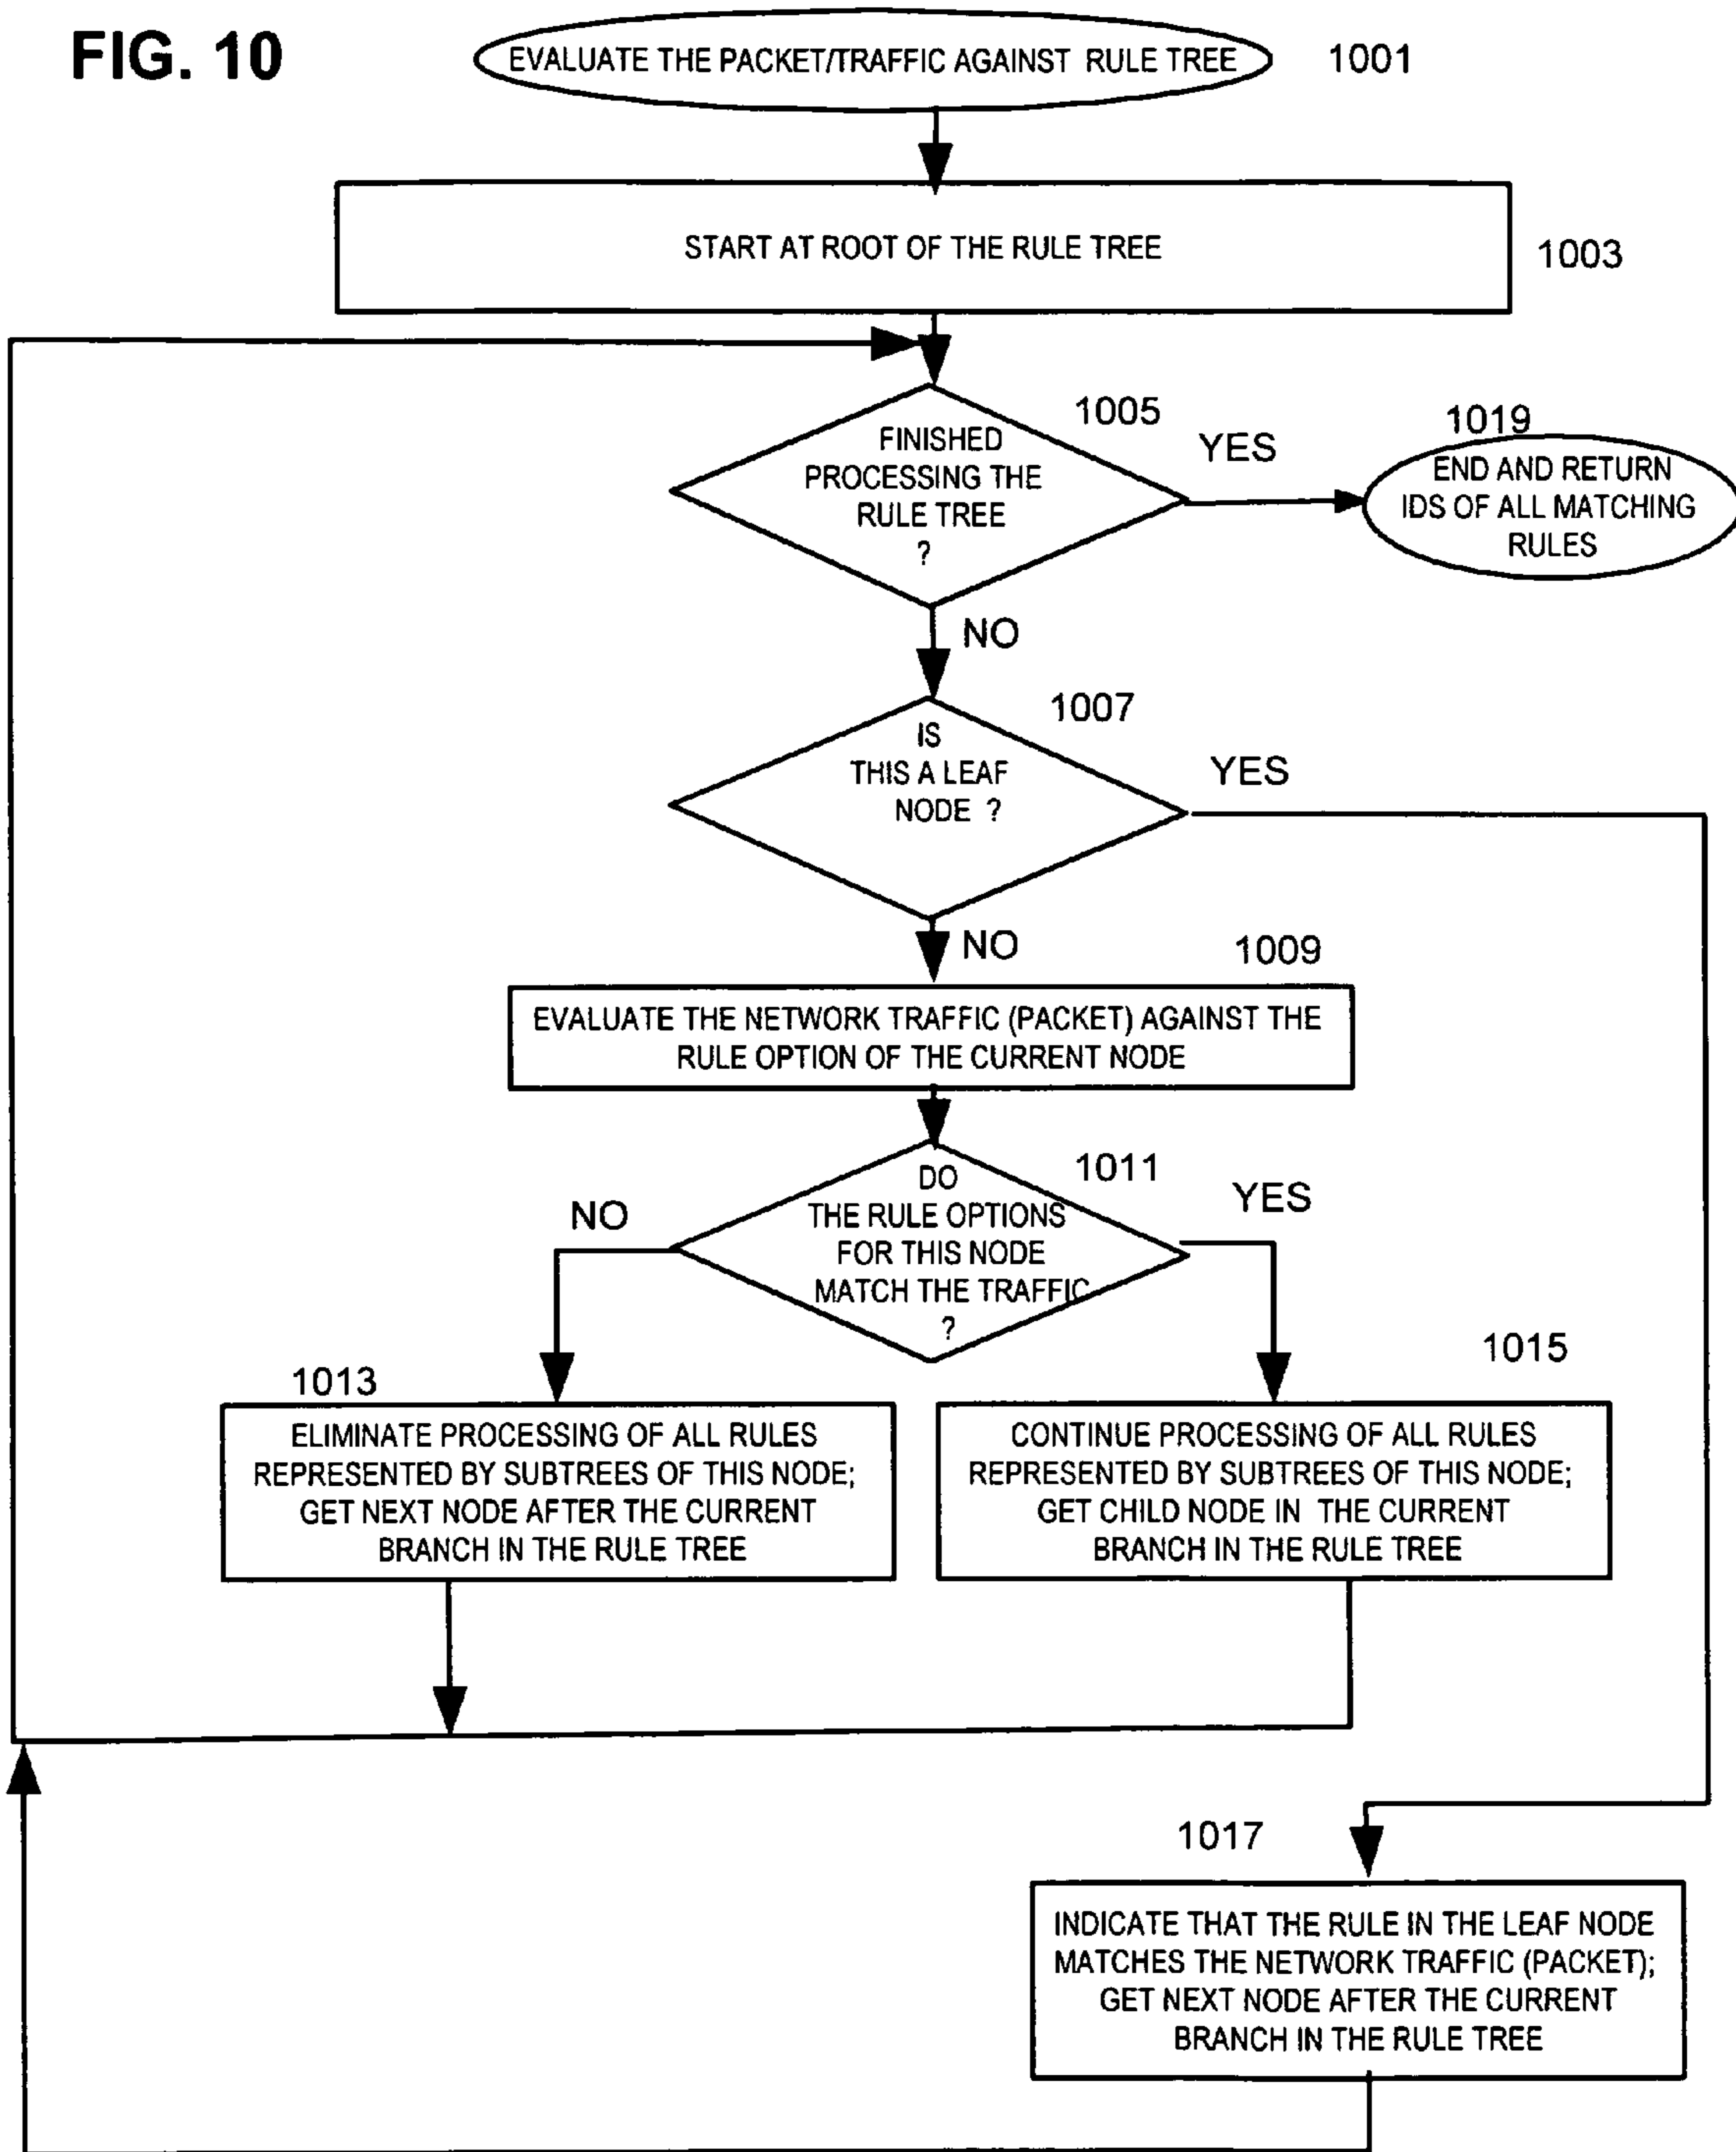 FIG. 10
EVALUATE THE PACKET/TRAFFIC AGAINST RULE TREE
1001
START AT ROOT OF THE RULE TREE
1003
1005
FINISHED
PROCESSING THE
RULE TREE
?
YES
1019
END AND RETURN
IDS OF ALL MATCHING
RULES
NO
1007
IS
THIS A LEAF
NODE ?
YES
NO
1009
EVALUATE THE NETWORK TRAFFIC (PACKET) AGAINST THE
RULE OPTION OF THE CURRENT NODE
1011
DO
THE RULE OPTIONS
FOR THIS NODE
MATCH THE TRAFFIC
?
NO
YES
1013
ELIMINATE PROCESSING OF ALL RULES
REPRESENTED BY SUBTREES OF THIS NODE;
GET NEXT NODE AFTER THE CURRENT
BRANCH IN THE RULE TREE
1015
CONTINUE PROCESSING OF ALL RULES
REPRESENTED BY SUBTREES OF THIS NODE;
GET CHILD NODE IN THE CURRENT
BRANCH IN THE RULE TREE
1017
INDICATE THAT THE RULE IN THE LEAF NODE
MATCHES THE NETWORK TRAFFIC (PACKET);
GET NEXT NODE AFTER THE CURRENT
BRANCH IN THE RULE TREE